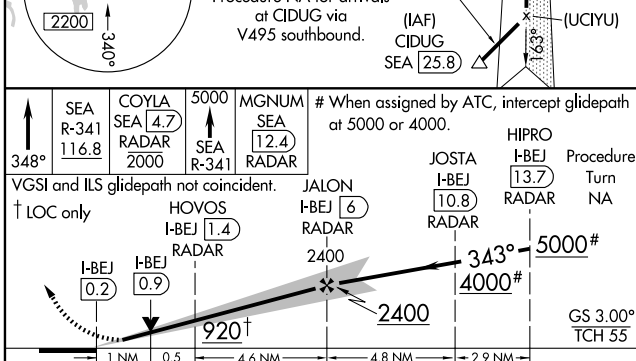 Procedure NA for arrivals
at CIDUG via
V495 southbound.
2200
340°
(IAF)
CIDUG
SEA 25.8
x (UCIYU)
163°
348°
SEA
R-341
116.8
COYLA
SEA 4.7
RADAR
2000
5000
SEA
R-341
MGNUM
SEA
12.4
RADAR
# When assigned by ATC, intercept glidepath
at 5000 or 4000.
VGSI and ILS glidepath not coincident.
† LOC only
I-BEJ
0.2
I-BEJ
0.9
HOVOS
I-BEJ 1.4
RADAR
JALON
I-BEJ 6
RADAR
2400
JOSTA
I-BEJ
10.8
RADAR
HIPRO
I-BEJ
13.7
RADAR
Procedure
Turn
NA
343°
5000#
4000#
2400
920†
GS 3.00°
TCH 55
1 NM
0.5
4.6 NM
4.8 NM
2.9 NM